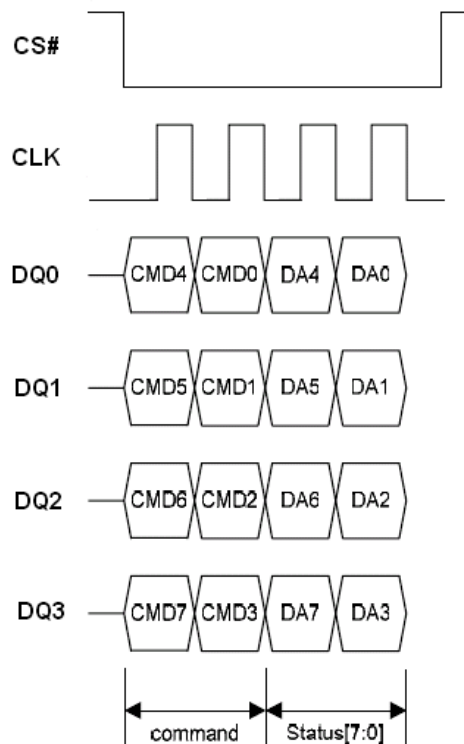 CS#
CLK
DQ0 CMD4 CMD0 DA4 DA0
DQ1 CMD5 CMD1 DA5 DA1
DQ2 CMD6 CMD2 DA6 DA2
DQ3 CMD7 CMD3 DA7 DA3
command Status[7:0]